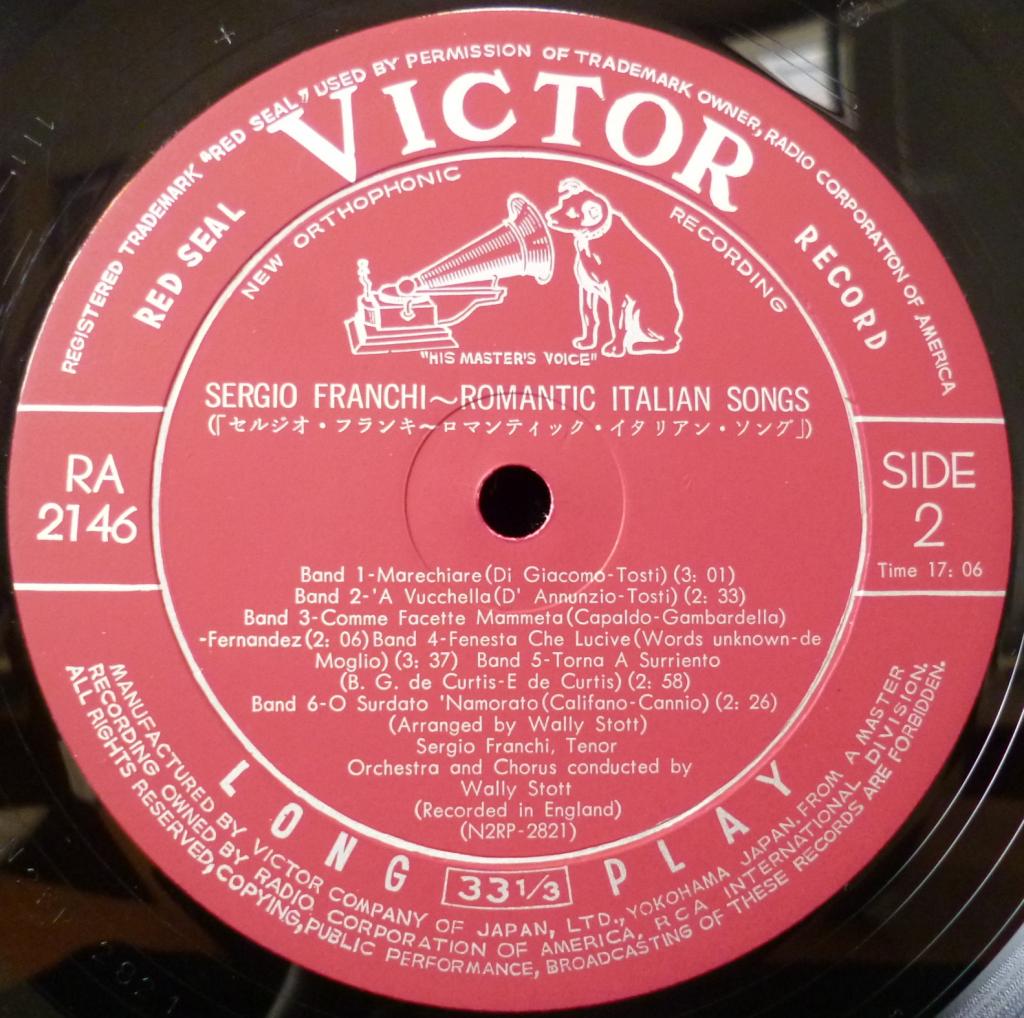 REGISTERED TRADEMARK "RED SEAL" USED BY PERMISSION OF TRADEMARK OWNER, RADIO CORPORATION OF AMERICA
VICTOR
RED SEAL
RECORD
NEW ORTHOPHONIC
RECORDING
"HIS MASTER'S VOICE"
SERGIO FRANCHI~ROMANTIC ITALIAN SONGS
(「セルジオ・フランキ~ロマンティック・イタリアン・ソング」)
RA
2146
SIDE
2
Time 17: 06
Band 1-Marechiare(Di Giacomo-Tosti) (3: 01)
Band 2-'A Vucchella(D' Annunzio-Tosti) (2: 33)
Band 3-Comme Facette Mammeta(Capaldo-Gambardella)
-Fernandez(2: 06)Band 4-Fenesta Che Lucive(Words unknown-de
Moglio) (3: 37) Band 5-Torna A Surriento
(B. G. de Curtis-E de Curtis) (2: 58)
Band 6-O Surdato 'Namorato(Califano-Cannio) (2: 26)
(Arranged by Wally Stott)
Sergio Franchi, Tenor
Orchestra and Chorus conducted by
Wally Stott
(Recorded in England)
(N2RP-2821)
LONG PLAY
33 1/3
MANUFACTURED BY VICTOR COMPANY OF JAPAN, LTD., YOKOHAMA JAPAN, FROM A MASTER
RECORDING OWNED BY RADIO CORPORATION OF AMERICA, RCA INTERNATIONAL DIVISION.
ALL RIGHTS RESERVED, COPYING, PUBLIC PERFORMANCE, BROADCASTING OF THESE RECORDS ARE FORBIDDEN.